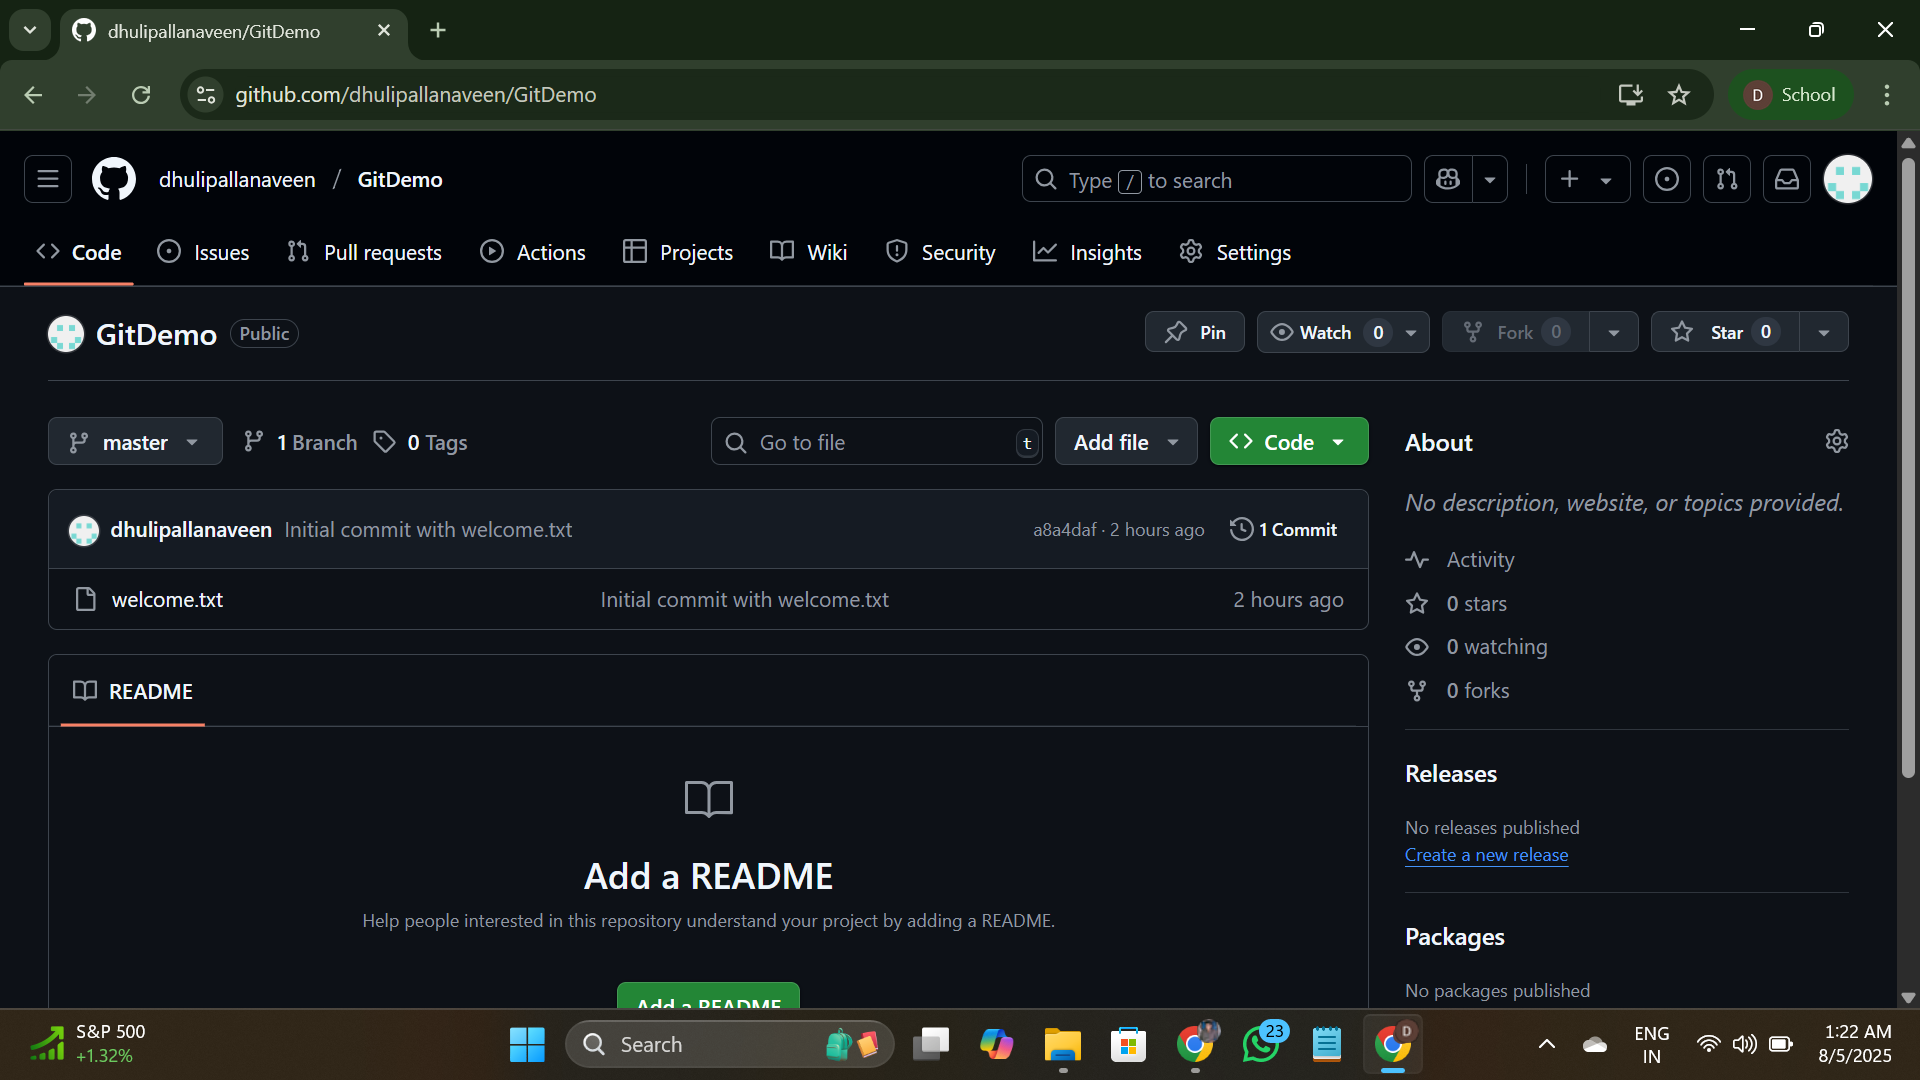 dhulipallanaveen/GitDemo
github.com/dhulipallanaveen/GitDemo
D School
dhulipallanaveen / GitDemo
Type / to search
Code Issues Pull requests Actions Projects Wiki Security Insights Settings
GitDemo Public
Pin Watch 0 Fork 0 Star 0
master 1 Branch 0 Tags
Go to file t Add file Code
dhulipallanaveen Initial commit with welcome.txt a8a4daf · 2 hours ago 1 Commit
welcome.txt Initial commit with welcome.txt 2 hours ago
README
Add a README
Help people interested in this repository understand your project by adding a README.
Add a README
About
No description, website, or topics provided.
Activity
0 stars
0 watching
0 forks
Releases
No releases published
Create a new release
Packages
No packages published
S&P 500
+1.32%
Search
23
D
ENG
IN
1:22 AM
8/5/2025